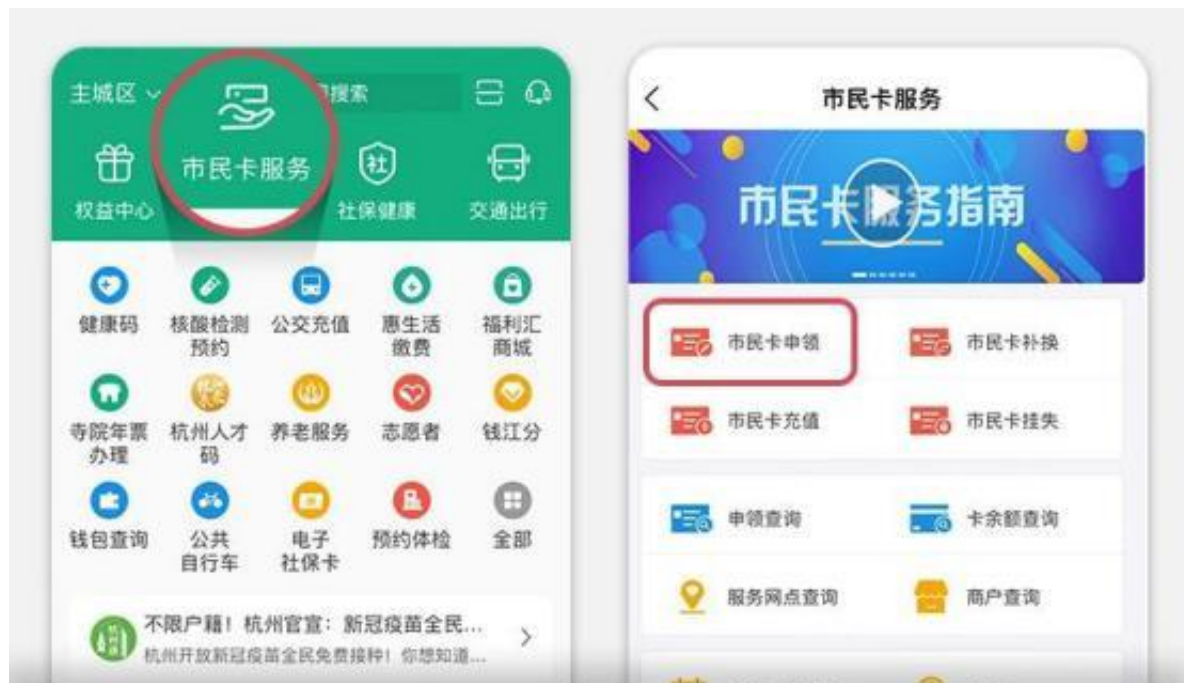 主城区
搜索
市民卡服务
社
权益中心
社保健康
交通出行
健康码
核酸检测
预约
公交充值
惠生活
缴费
福利汇
商城
寺院年票
办理
杭州人才
码
养老服务
志愿者
钱江分
钱包查询
公共
自行车
电子
社保卡
预约体检
全部
不限户籍！杭州官宣：新冠疫苗全民...
杭州开放新冠疫苗全民免费接种！你想知道...
市民卡服务
市民卡服务指南
市民卡申领
市民卡补换
市民卡充值
市民卡挂失
申领查询
卡余额查询
服务网点查询
商户查询